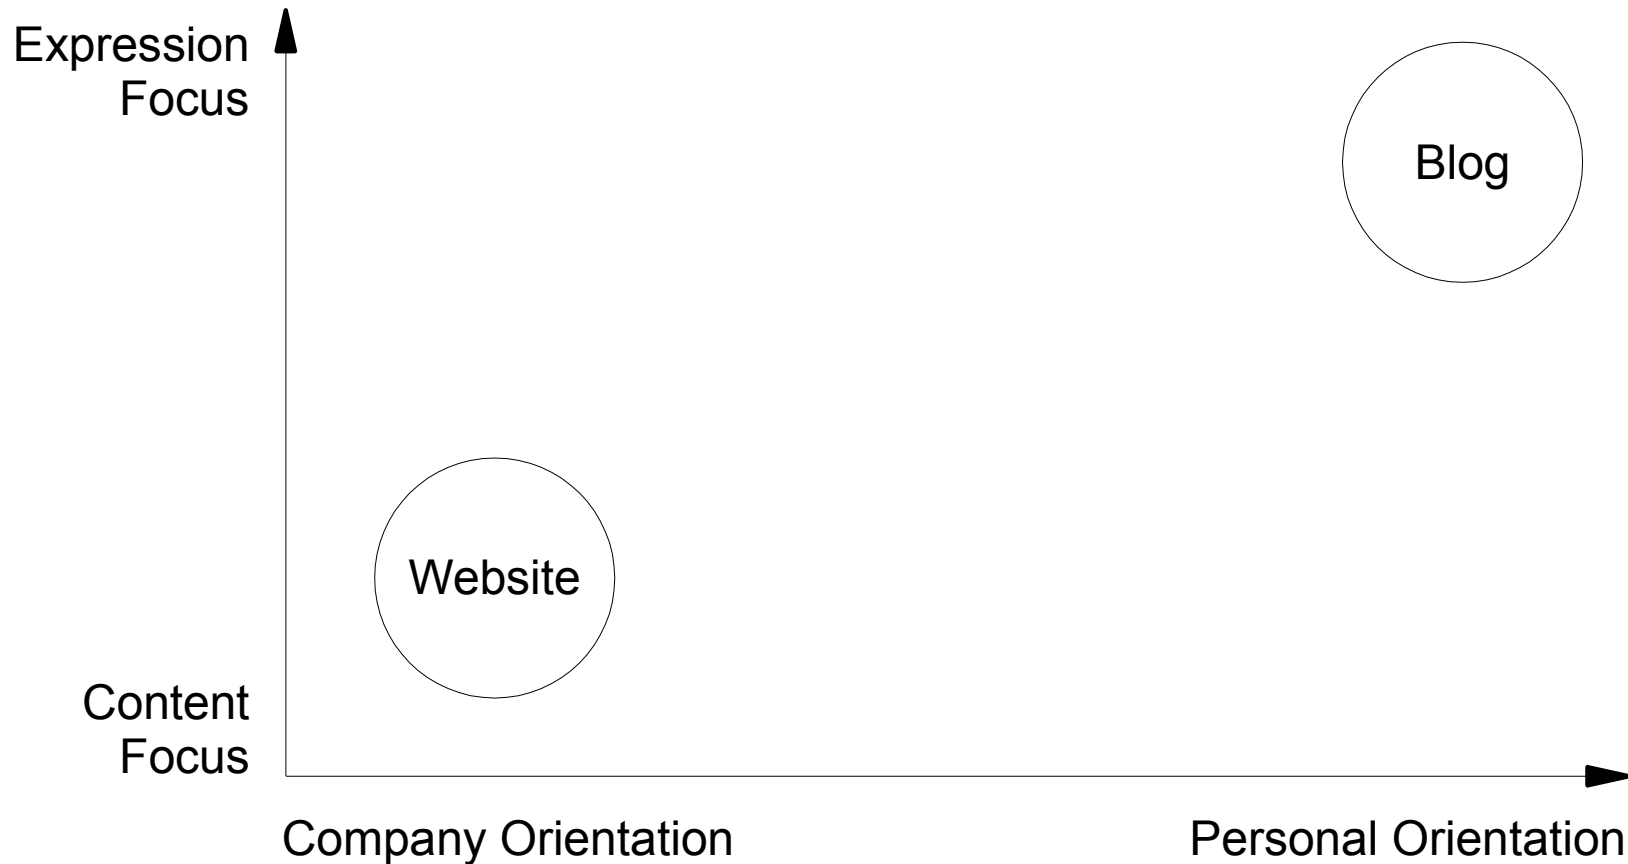 Expression
Focus
Blog
Website
Content
Focus
Company Orientation
Personal Orientation